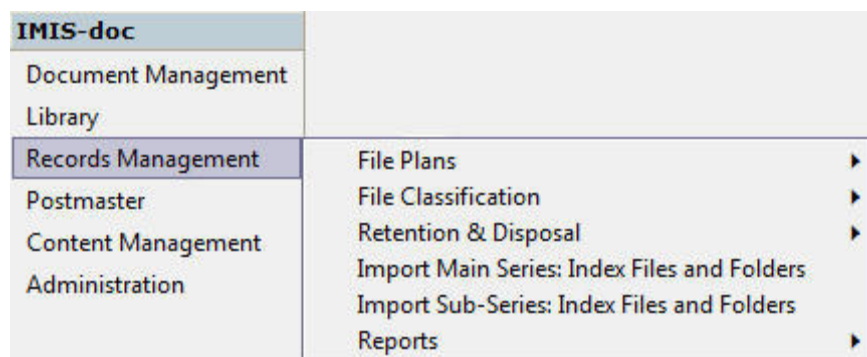 IMIS-doc
Document Management
Library
Records Management
Postmaster
Content Management
Administration
File Plans
File Classification
Retention & Disposal
Import Main Series: Index Files and Folders
Import Sub-Series: Index Files and Folders
Reports